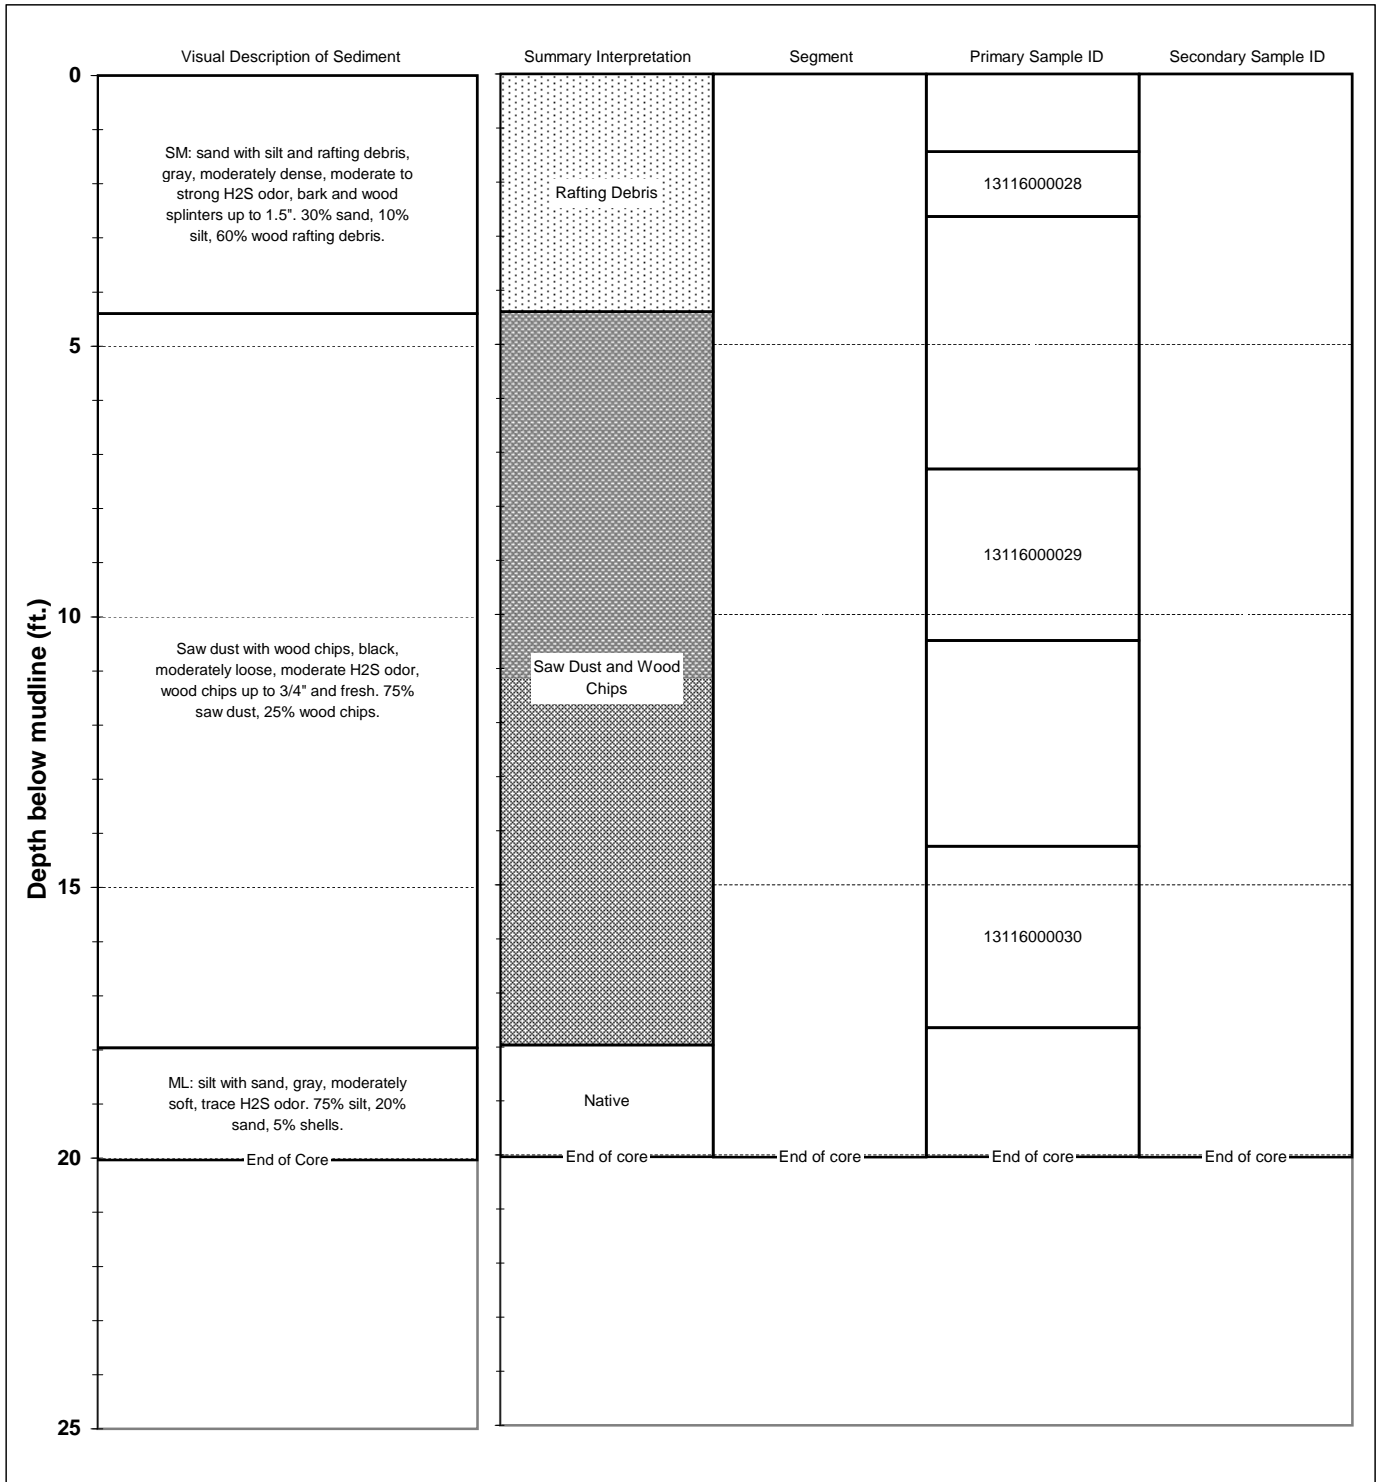 Visual Description of Sediment
Summary Interpretation
Segment
Primary Sample ID
Secondary Sample ID
Depth below mudline (ft.)
0
5
10
15
20
25
SM: sand with silt and rafting debris,
gray, moderately dense, moderate to
strong H2S odor, bark and wood
splinters up to 1.5". 30% sand, 10%
silt, 60% wood rafting debris.
Saw dust with wood chips, black,
moderately loose, moderate H2S odor,
wood chips up to 3/4" and fresh. 75%
saw dust, 25% wood chips.
ML: silt with sand, gray, moderately
soft, trace H2S odor. 75% silt, 20%
sand, 5% shells.
End of Core
Rafting Debris
Saw Dust and Wood
Chips
Native
End of core
End of core
13116000028
13116000029
13116000030
End of core
End of core